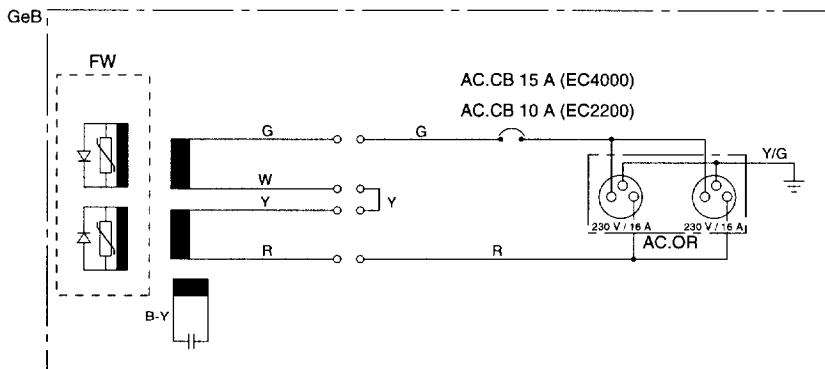 GeB
FW
AC.CB 15 A (EC4000)
AC.CB 10 A (EC2200)
G
G
Y/G
W
Y
Y
230 V / 16 A
230 V / 16 A
AC.OR
R
R
B-Y